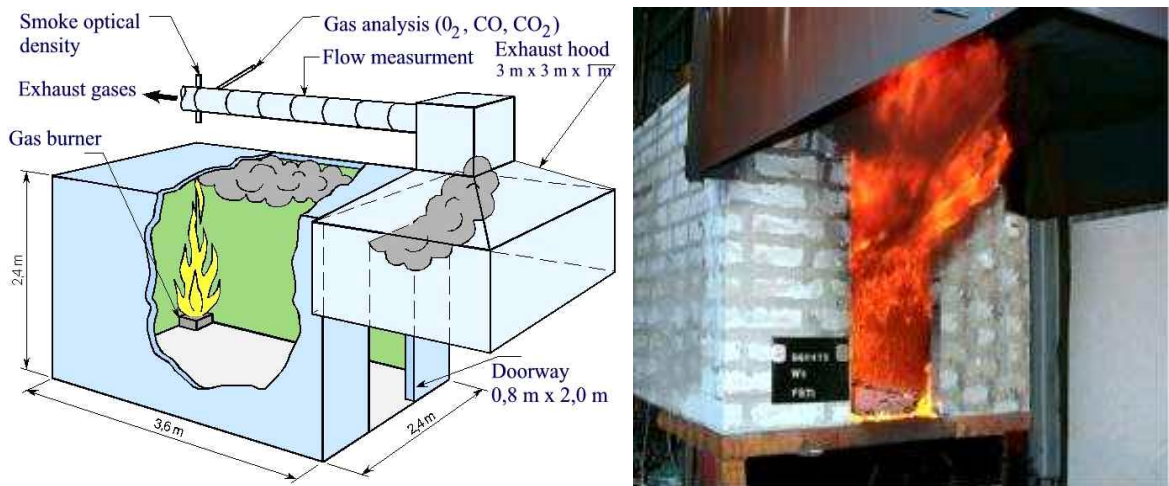 Smoke optical
density
Gas analysis (0₂, CO, CO₂)
Flow measurment
Exhaust hood
3 m x 3 m x 1 m
Exhaust gases
Gas burner
2,4 m
3,6 m
2,4 m
Doorway
0,8 m x 2,0 m